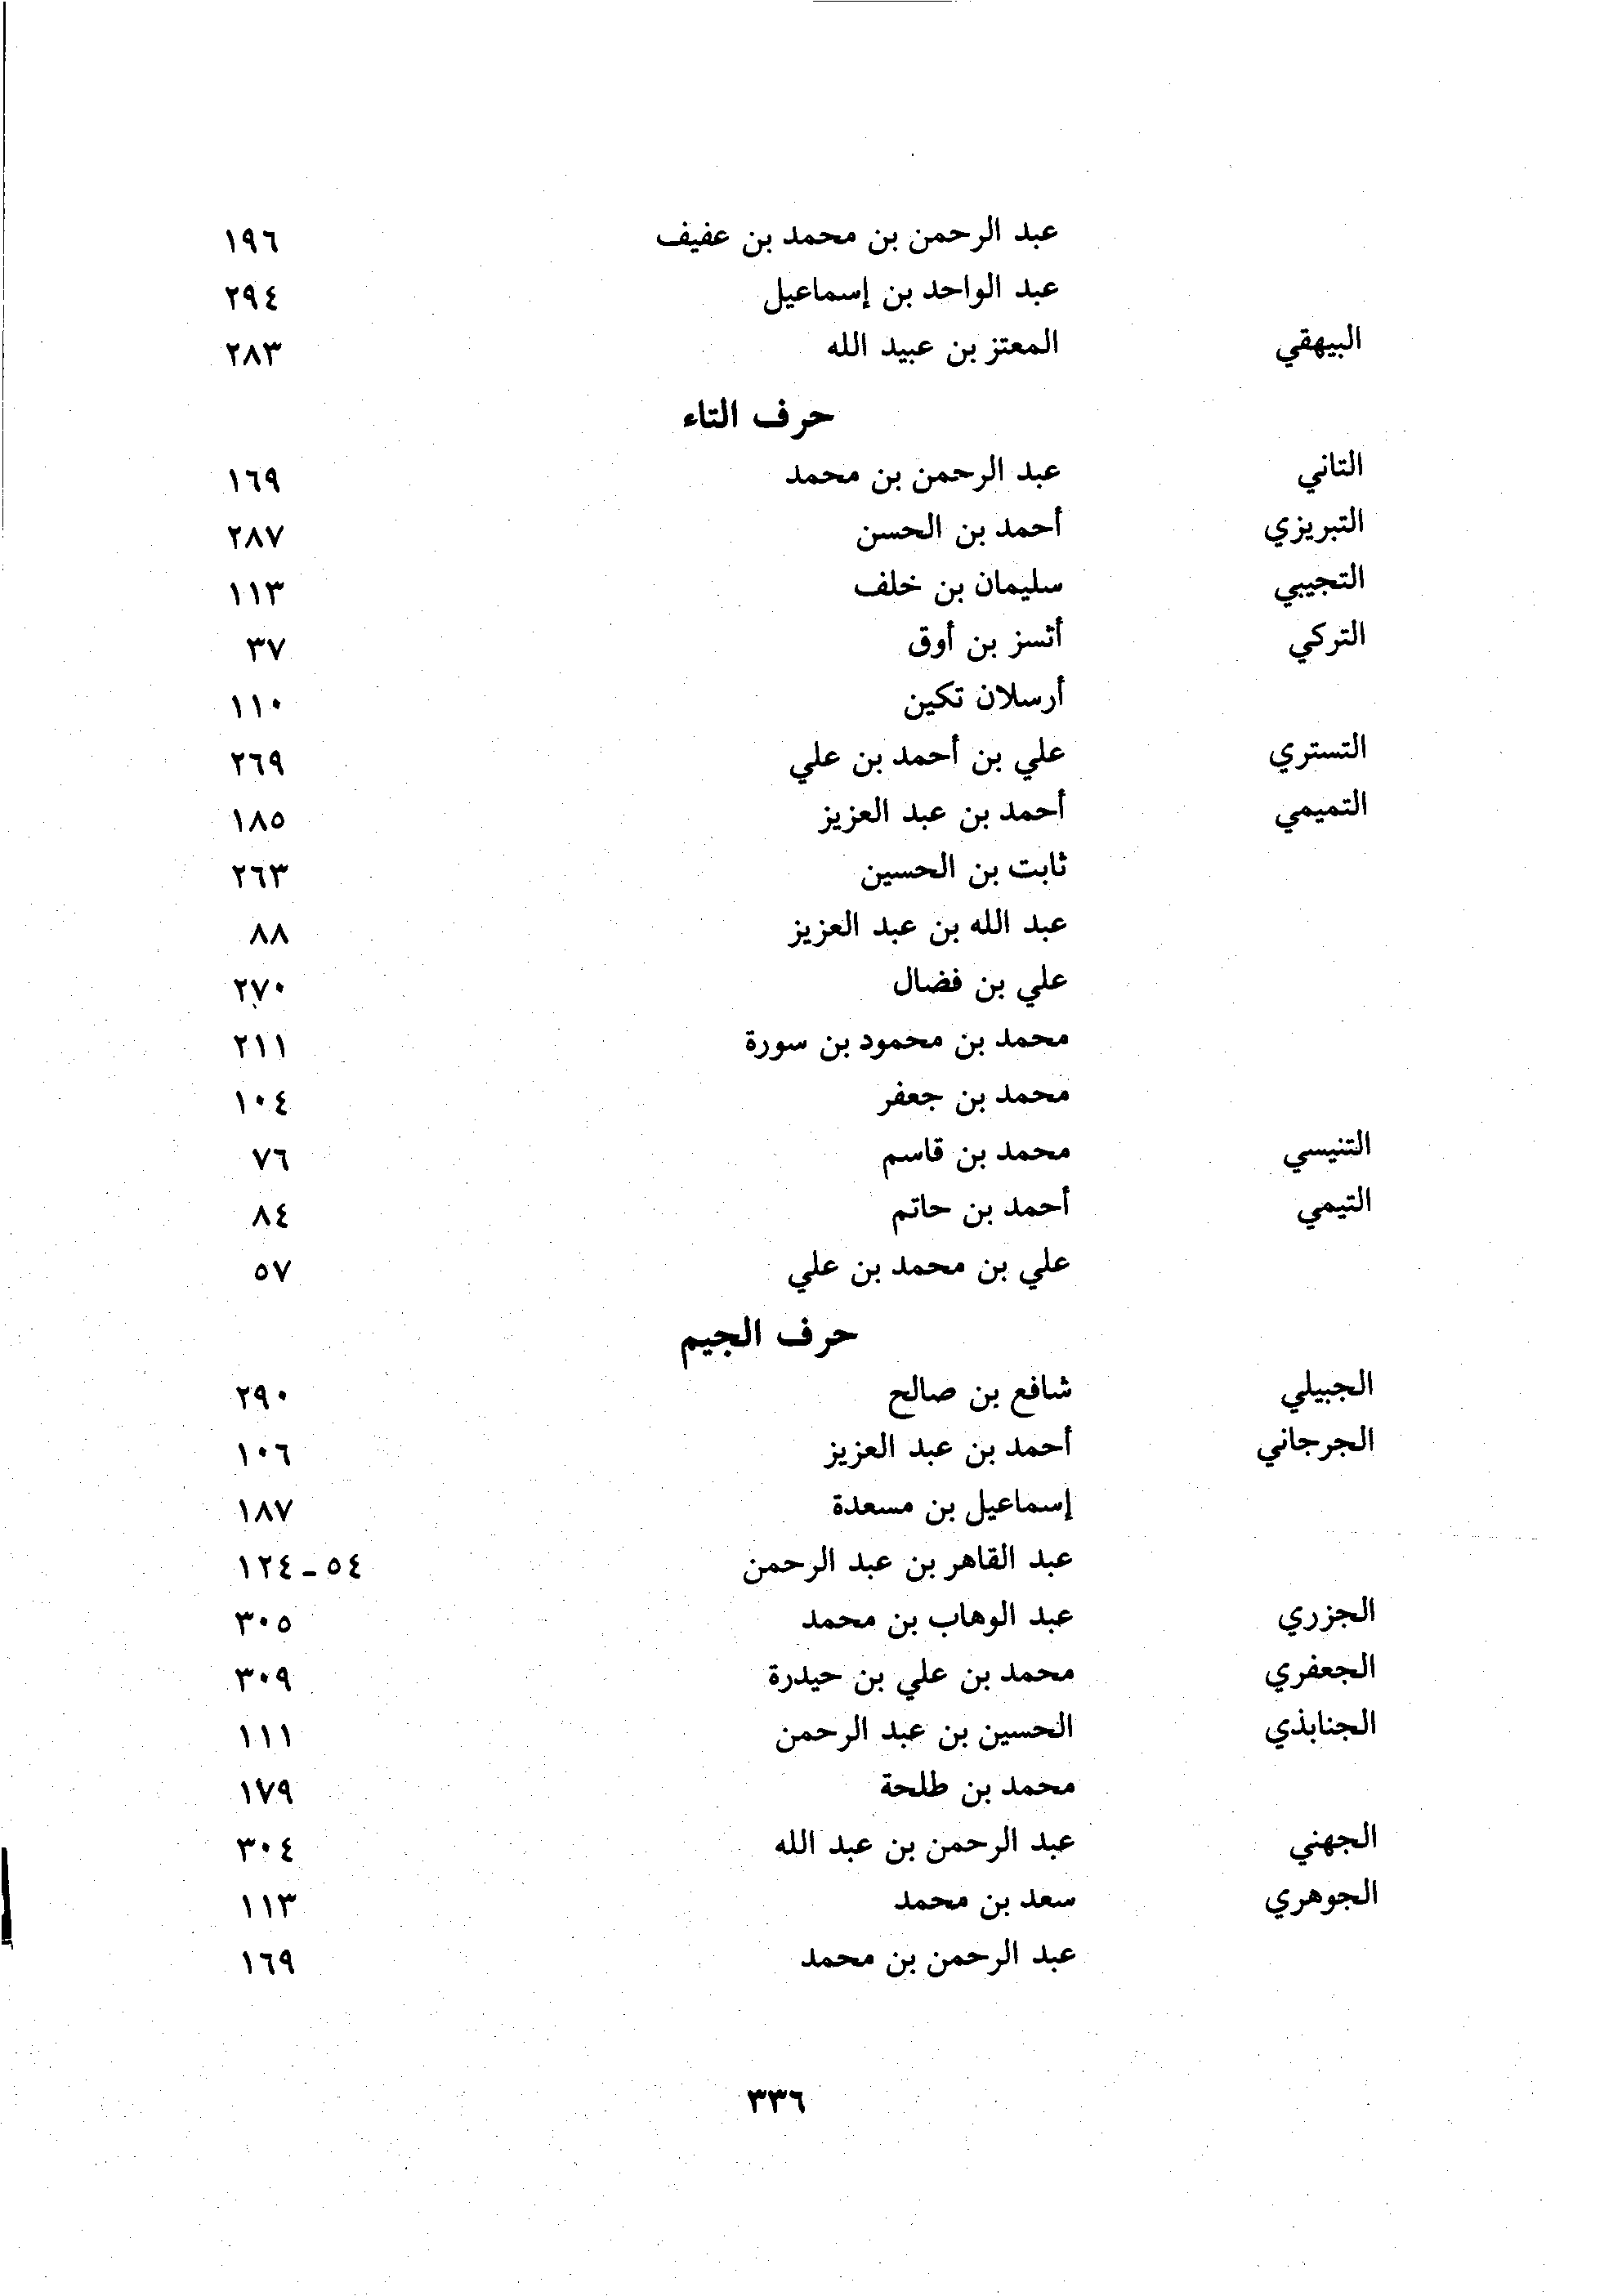 عبد الرحمن بن محمد بن عفيف ١٩٦
عبد الواحد بن إسماعيل ٢٩٤
البيهقي المعتز بن عبيد الله ٢٨٣
حرف التاء
التاني عبد الرحمن بن محمد ١٦٩
التبريزي أحمد بن الحسن ٢٨٧
التجيبي سليمان بن خلف ١١٣
التركي أتسز بن أوق ٣٧
أرسلان تكين ١١٠
التستري علي بن أحمد بن علي ٢٦٩
التميمي أحمد بن عبد العزيز ١٨٥
ثابت بن الحسين ٢٦٣
عبد الله بن عبد العزيز ٨٨
علي بن فضال ٢٧٠
محمد بن محمود بن سورة ٢١١
محمد بن جعفر ١٠٤
التنيسي محمد بن قاسم ٧٦
التيمي أحمد بن حاتم ٨٤
علي بن محمد بن علي ٥٧
حرف الجيم
الجبيلي شافع بن صالح ٢٩٠
الجرجاني أحمد بن عبد العزيز ١٠٦
إسماعيل بن مسعدة ١٨٧
عبد القاهر بن عبد الرحمن ٥٤ - ١٢٤
الجزري عبد الوهاب بن محمد ٣٠٥
الجعفري محمد بن علي بن حيدرة ٣٠٩
الجنابذي الحسين بن عبد الرحمن ١١١
محمد بن طلحة ١٧٩
الجهني عبد الرحمن بن عبد الله ٣٠٤
الجوهري سعد بن محمد ١١٣
عبد الرحمن بن محمد ١٦٩
٣٣٦